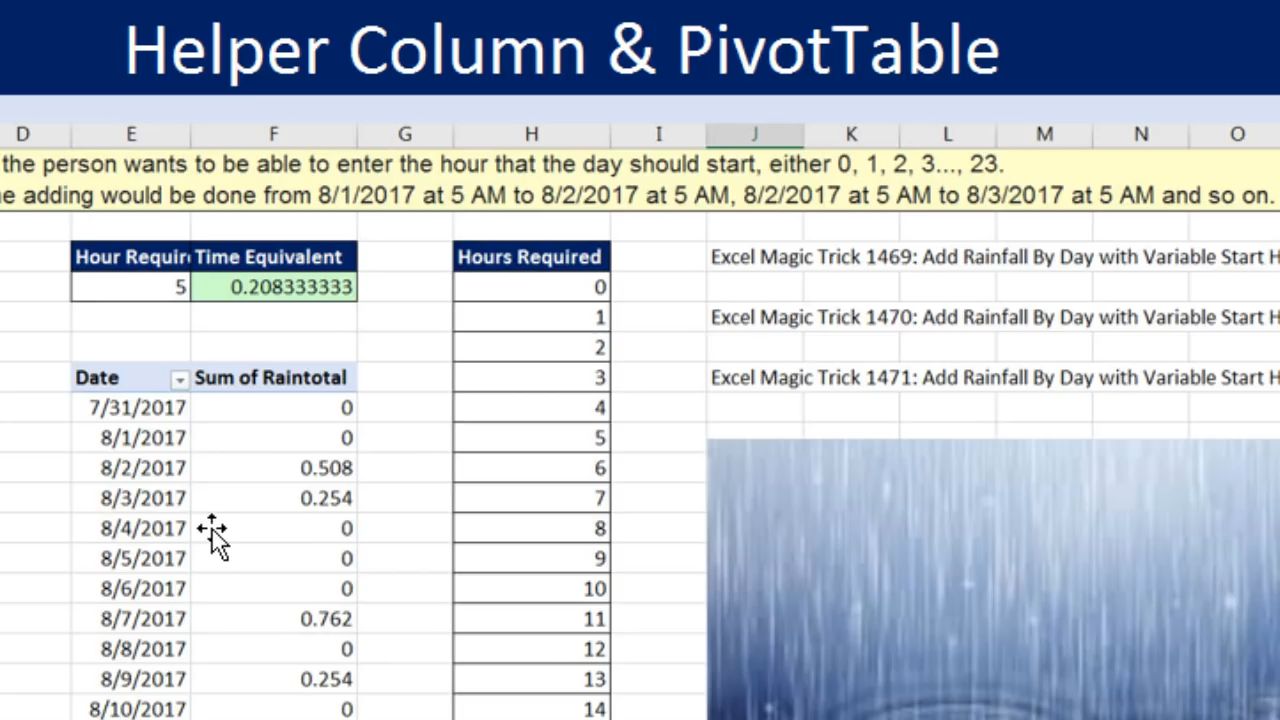 Helper Column & PivotTable
D E F G H I J K L M N O
the person wants to be able to enter the hour that the day should start, either 0, 1, 2, 3..., 23.
adding would be done from 8/1/2017 at 5 AM to 8/2/2017 at 5 AM, 8/2/2017 at 5 AM to 8/3/2017 at 5 AM and so on.
Hour Requir Time Equivalent Hours Required Excel Magic Trick 1469: Add Rainfall By Day with Variable Start H
5 0.208333333 0
1 Excel Magic Trick 1470: Add Rainfall By Day with Variable Start H
2
Date Sum of Raintotal 3 Excel Magic Trick 1471: Add Rainfall By Day with Variable Start H
7/31/2017 0 4
8/1/2017 0 5
8/2/2017 0.508 6
8/3/2017 0.254 7
8/4/2017 0 8
8/5/2017 0 9
8/6/2017 0 10
8/7/2017 0.762 11
8/8/2017 0 12
8/9/2017 0.254 13
8/10/2017 0 14